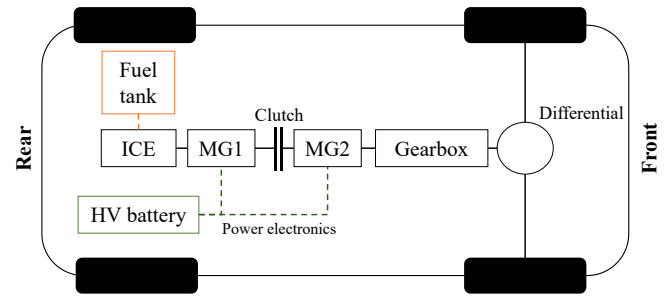 Fuel
tank
Clutch
Differential
Rear
ICE
MG1
MG2
Gearbox
Front
HV battery
Power electronics